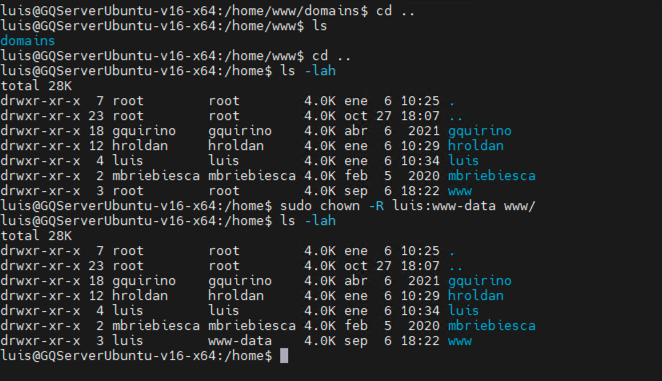 luis@GQServerUbuntu-v16-x64:/home/www/domains$ cd ..
luis@GQServerUbuntu-v16-x64:/home/www$ ls
domains
luis@GQServerUbuntu-v16-x64:/home/www$ cd ..
luis@GQServerUbuntu-v16-x64:/home$ ls -lah
total 28K
drwxr-xr-x  7 root       root       4.0K ene  6 10:25 .
drwxr-xr-x 23 root       root       4.0K oct 27 18:07 ..
drwxr-xr-x 18 gquirino   gquirino   4.0K abr  6  2021 gquirino
drwxr-xr-x 12 hroldan    hroldan    4.0K ene  6 10:29 hroldan
drwxr-xr-x  4 luis       luis       4.0K ene  6 10:34 luis
drwxr-xr-x  2 mbriebiesca mbriebiesca 4.0K feb  5  2020 mbriebiesca
drwxr-xr-x  3 root       root       4.0K sep  6 18:22 www
luis@GQServerUbuntu-v16-x64:/home$ sudo chown -R luis:www-data www/
luis@GQServerUbuntu-v16-x64:/home$ ls -lah
total 28K
drwxr-xr-x  7 root       root       4.0K ene  6 10:25 .
drwxr-xr-x 23 root       root       4.0K oct 27 18:07 ..
drwxr-xr-x 18 gquirino   gquirino   4.0K abr  6  2021 gquirino
drwxr-xr-x 12 hroldan    hroldan    4.0K ene  6 10:29 hroldan
drwxr-xr-x  4 luis       luis       4.0K ene  6 10:34 luis
drwxr-xr-x  2 mbriebiesca mbriebiesca 4.0K feb  5  2020 mbriebiesca
drwxr-xr-x  3 luis       www-data   4.0K sep  6 18:22 www
luis@GQServerUbuntu-v16-x64:/home$